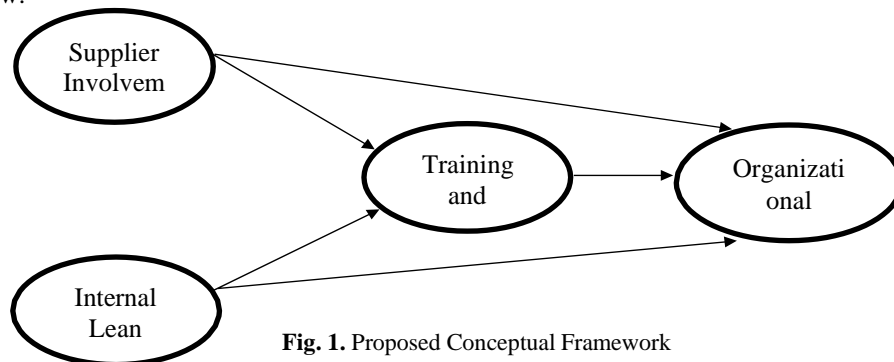 w.
Supplier
Involvem
Training
and
Organizati
onal
Internal
Lean
Fig. 1. Proposed Conceptual Framework